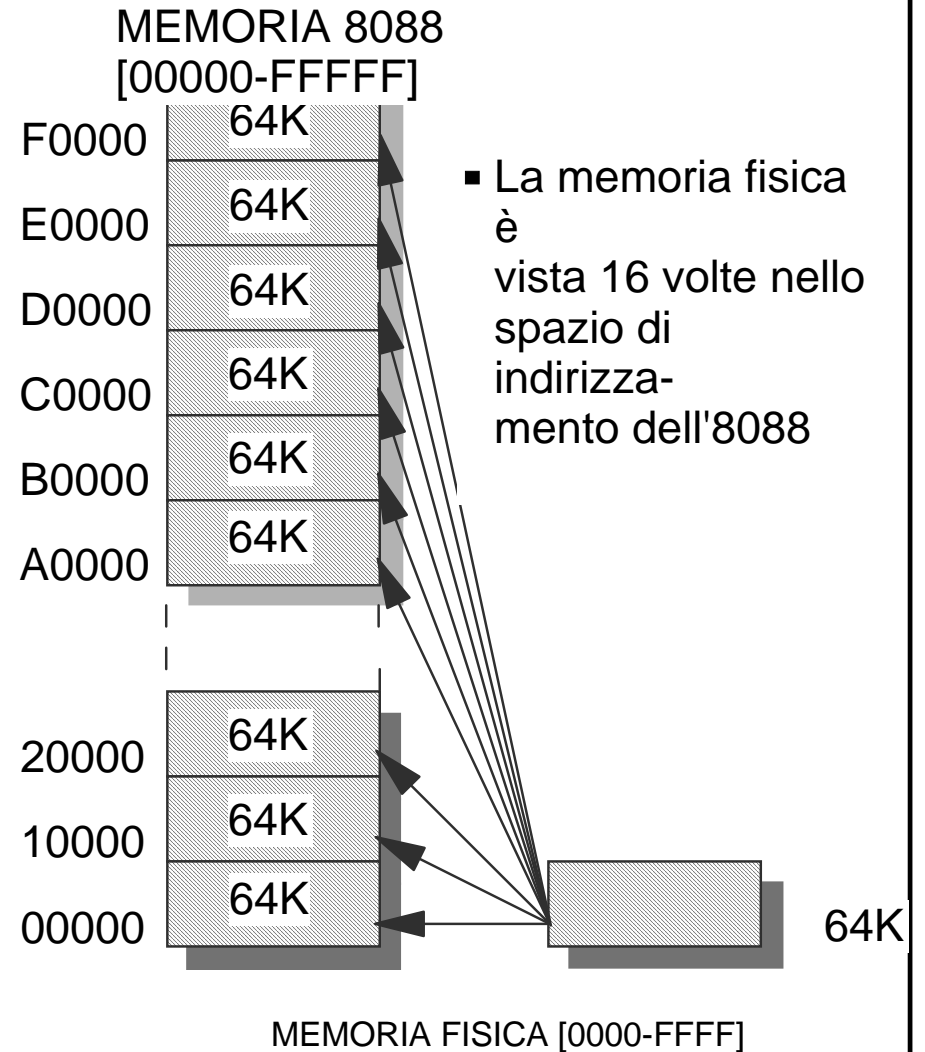 MEMORIA 8088
[00000-FFFFF]
F0000 64K
E0000 64K
D0000 64K
C0000 64K
B0000 64K
A0000 64K
▪ La memoria fisica
è
vista 16 volte nello
spazio di
indirizza-
mento dell'8088
20000 64K
10000 64K
00000 64K
64K
MEMORIA FISICA [0000-FFFF]